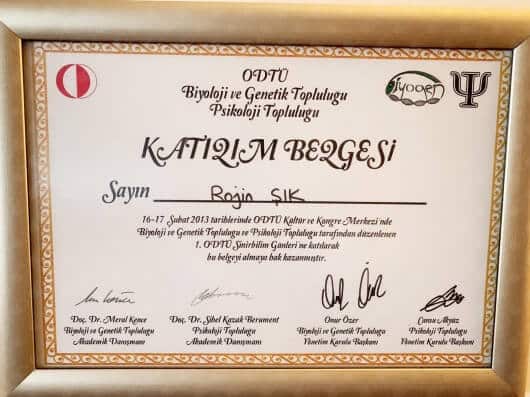 ODTÜ
Biyoloji ve Genetik Topluluğu
Psikoloji Topluluğu
Biyogen
Ψ
KATILIM BELGESİ
Sayın Rojin ŞIK
16-17 Şubat 2013 tarihlerinde ODTÜ Kültür ve Kongre Merkezi'nde
Biyoloji ve Genetik Topluluğu ve Psikoloji Topluluğu tarafından düzenlenen
1. ODTÜ Sinirbilim Günleri'ne katılarak
bu belgeyi almaya hak kazanmıştır.
Doç. Dr. Meral Kence
Biyoloji ve Genetik Topluluğu
Akademik Danışmanı
Doç. Dr. Sibel Kazak Berument
Psikoloji Topluluğu
Akademik Danışmanı
Onur Özer
Biyoloji ve Genetik Topluluğu
Yönetim Kurulu Başkanı
Cansu Akyüz
Psikoloji Topluluğu
Yönetim Kurulu Başkanı